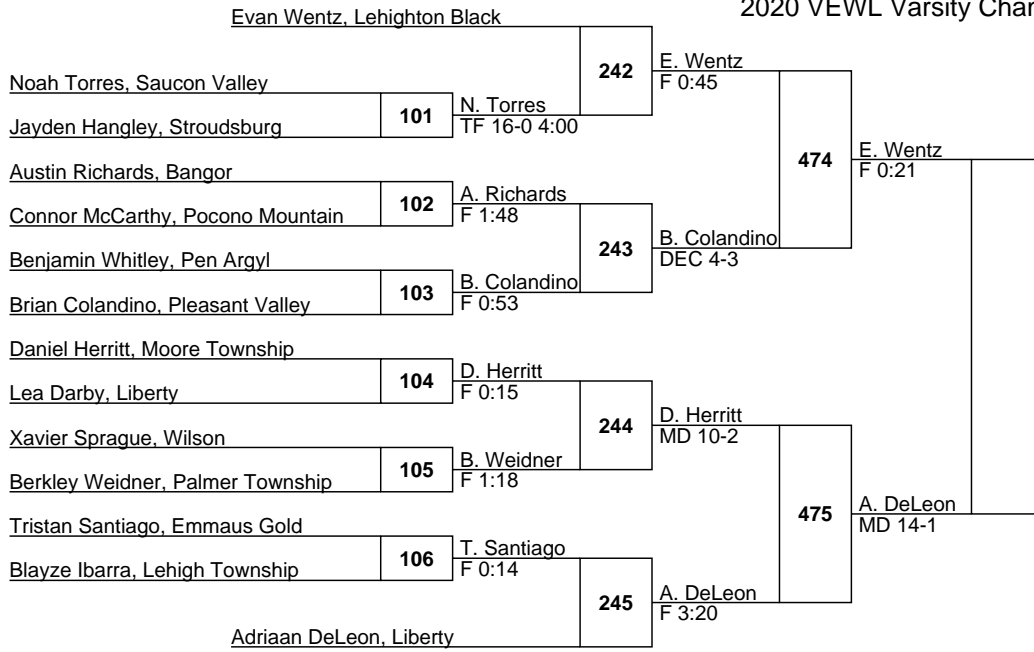 2020 VEWL Varsity Char
Evan Wentz, Lehighton Black
242
E. Wentz
F 0:45
Noah Torres, Saucon Valley
101
N. Torres
TF 16-0 4:00
Jayden Hangley, Stroudsburg
474
E. Wentz
F 0:21
Austin Richards, Bangor
102
A. Richards
F 1:48
Connor McCarthy, Pocono Mountain
243
B. Colandino
DEC 4-3
Benjamin Whitley, Pen Argyl
103
B. Colandino
F 0:53
Brian Colandino, Pleasant Valley
Daniel Herritt, Moore Township
104
D. Herritt
F 0:15
Lea Darby, Liberty
244
D. Herritt
MD 10-2
Xavier Sprague, Wilson
105
B. Weidner
F 1:18
Berkley Weidner, Palmer Township
475
A. DeLeon
MD 14-1
Tristan Santiago, Emmaus Gold
106
T. Santiago
F 0:14
Blayze Ibarra, Lehigh Township
245
A. DeLeon
F 3:20
Adriaan DeLeon, Liberty